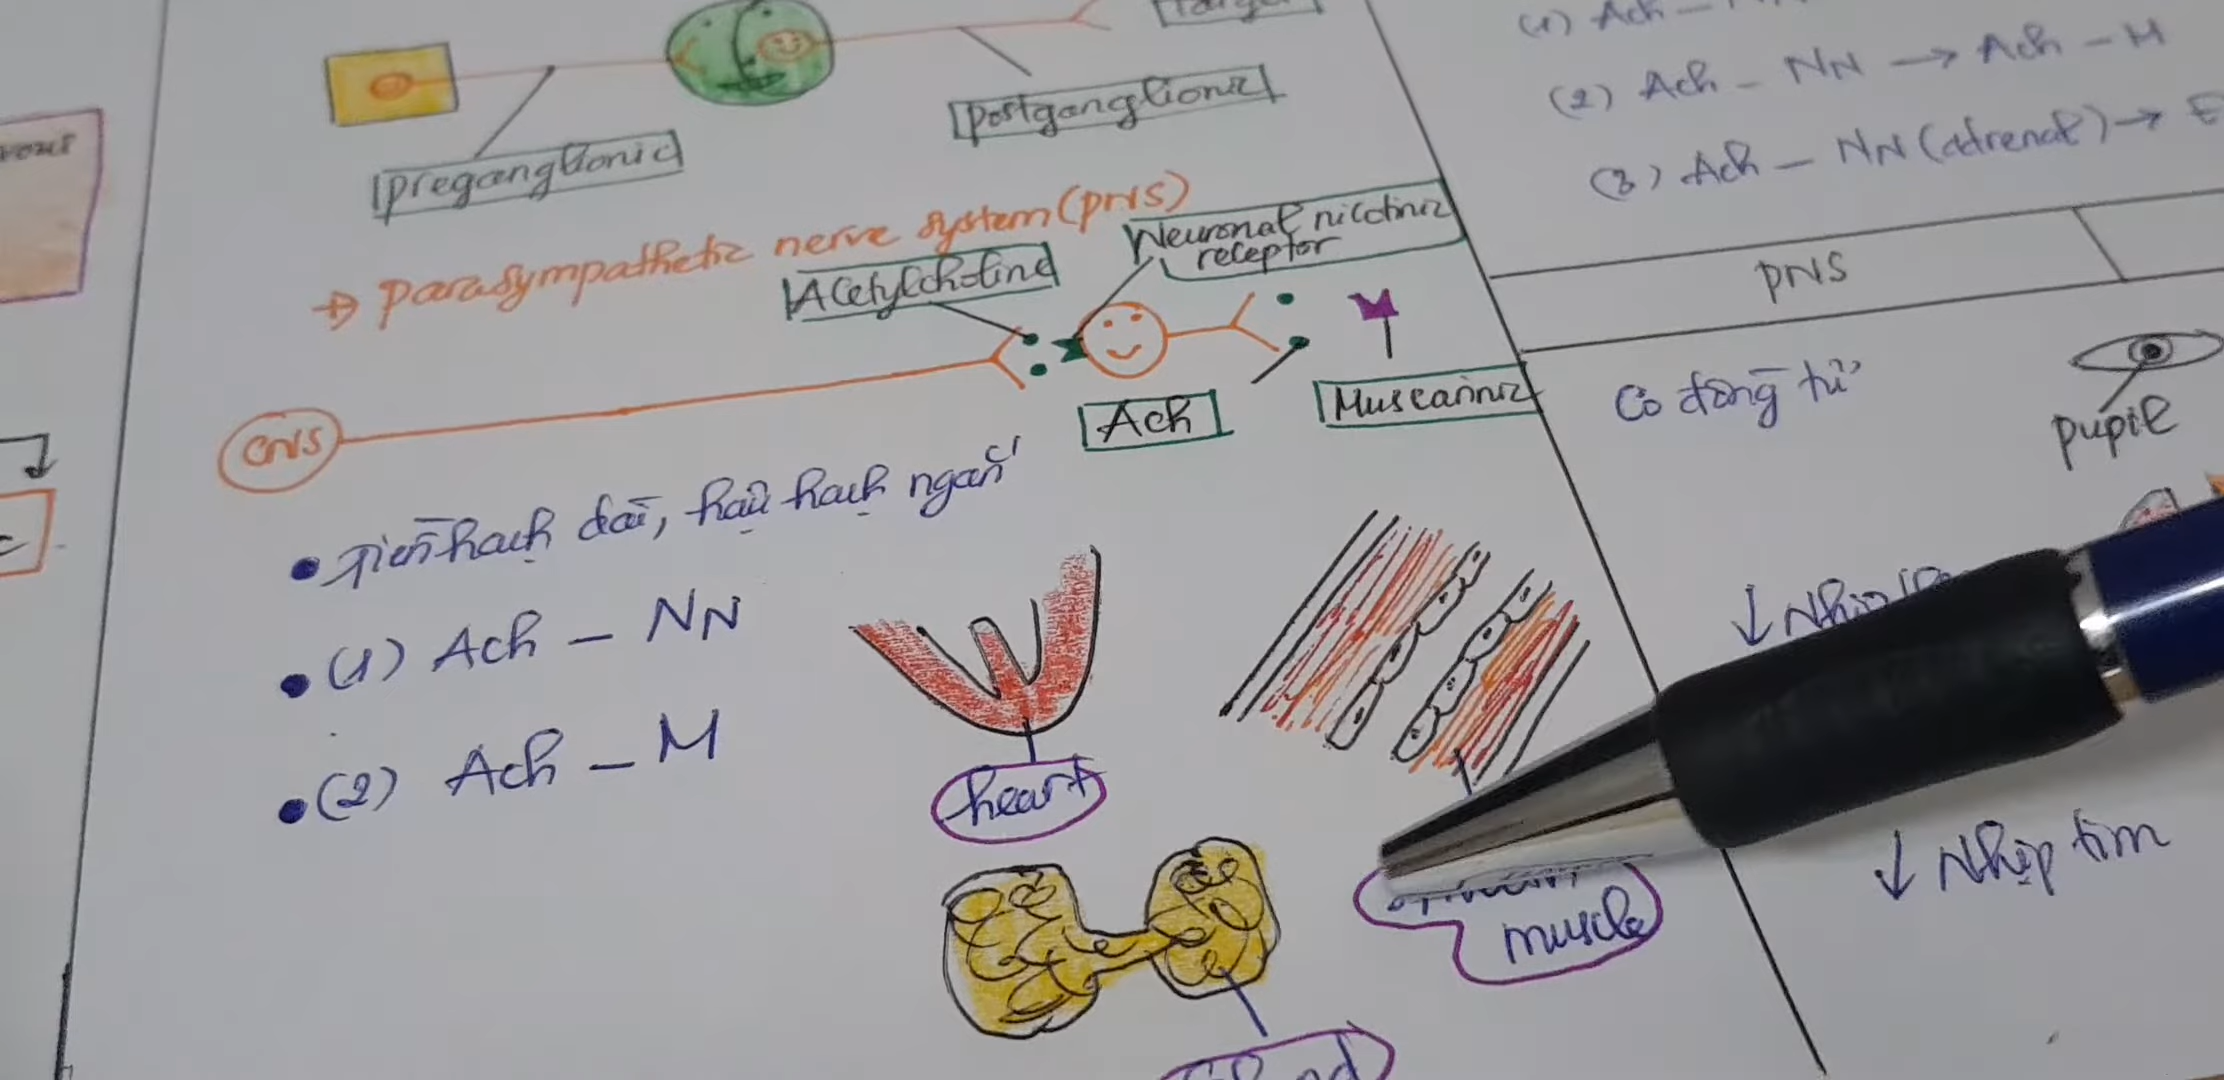 preganglionic
postganglionic
→ parasympathetic nerve system (PNS)
Acetylcholine
Neuronal nicotinic
receptor
CNS
Ach
Muscarinic
• Tiền hạch dài, hậu hạch ngắn
• (1) Ach – NN
• (2) Ach – M
heart
muscle
(1) Ach –
(2) Ach – NN → Ach – M
(3) Ach – NN (adrenal) → E
PNS
Co đồng tử
pupil
↓ Nhịp tim